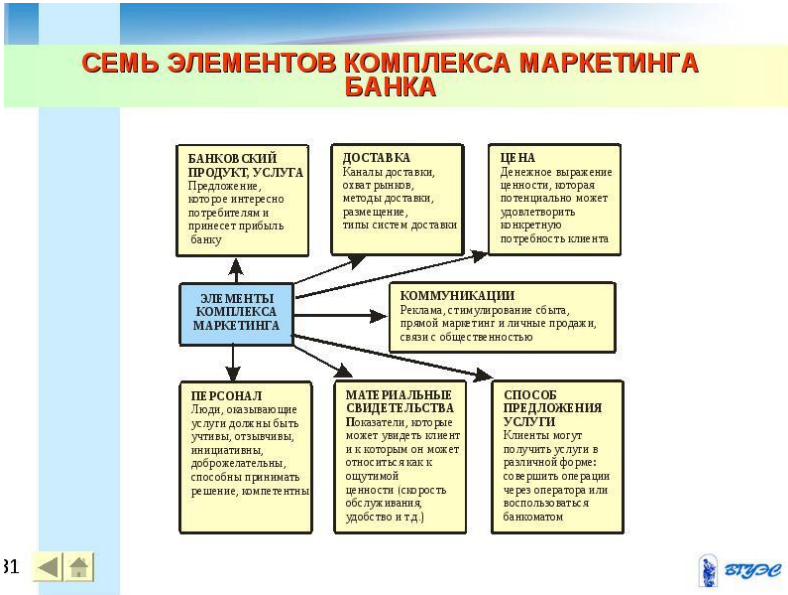 СЕМЬ ЭЛЕМЕНТОВ КОМПЛЕКСА МАРКЕТИНГА
БАНКА
БАНКОВСКИЙ
ПРОДУКТ, УСЛУГА
Предложение,
которое интересно
потребителям и
принесет прибыль
банку
ДОСТАВКА
Каналы доставки,
охват рынков,
методы доставки,
размещение,
типы систем доставки
ЦЕНА
Денежное выражение
ценности, которая
потенциально может
удовлетворить
конкретную
потребность клиента
ЭЛЕМЕНТЫ
КОМПЛЕКСА
МАРКЕТИНГА
КОММУНИКАЦИИ
Реклама, стимулирование сбыта,
прямой маркетинг и личные продажи,
связи с общественностью
ПЕРСОНАЛ
Люди, оказывающие
услуги должны быть
учтивы, отзывчивы,
инициативны,
доброжелательны,
способны принимать
решение, компетентны
МАТЕРИАЛЬНЫЕ
СВИДЕТЕЛЬСТВА
Показатели, которые
может увидеть клиент
и к которым он может
относиться как к
ощутимой
ценности (скорость
обслуживания,
удобство и т.д.)
СПОСОБ
ПРЕДЛОЖЕНИЯ
УСЛУГИ
Клиенты могут
получить услуги в
различной форме:
совершить операции
через оператора или
воспользоваться
банкоматом
31
ВГУЭС